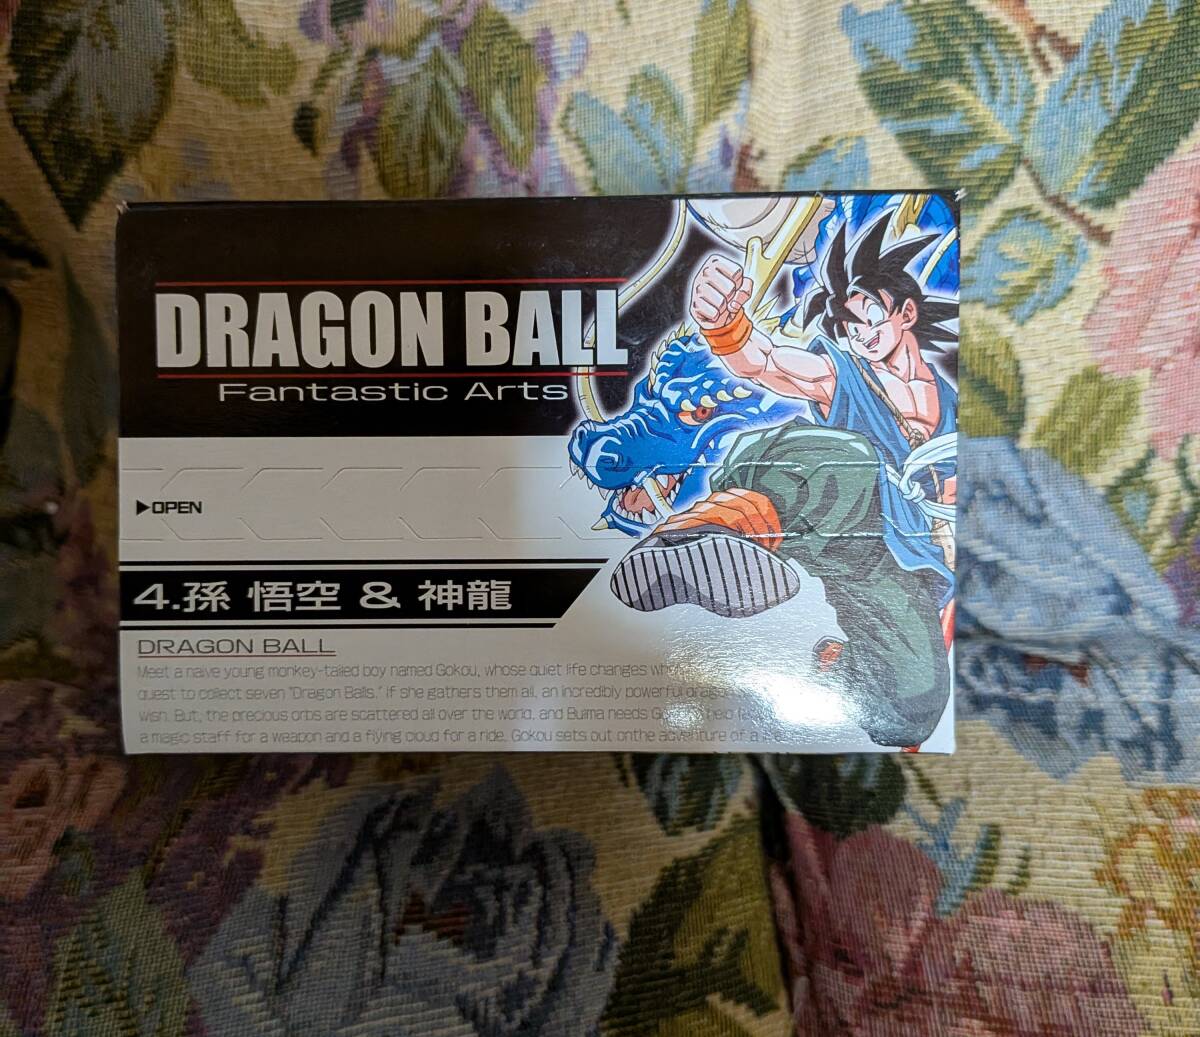 DRAGON BALL
Fantastic Arts
▶OPEN
4.孫 悟空 & 神龍
DRAGON BALL
Meet a naive young monkey-tailed boy named Gokou, whose quiet life changes
quest to collect seven "Dragon Balls." If she gathers them all, an incredibly powerful dragon
wish. But, the precious orbs are scattered all over the world, and Bulma needs help
a magic staff for a weapon and a flying cloud for a ride, Gokou sets out onthe adventure of a